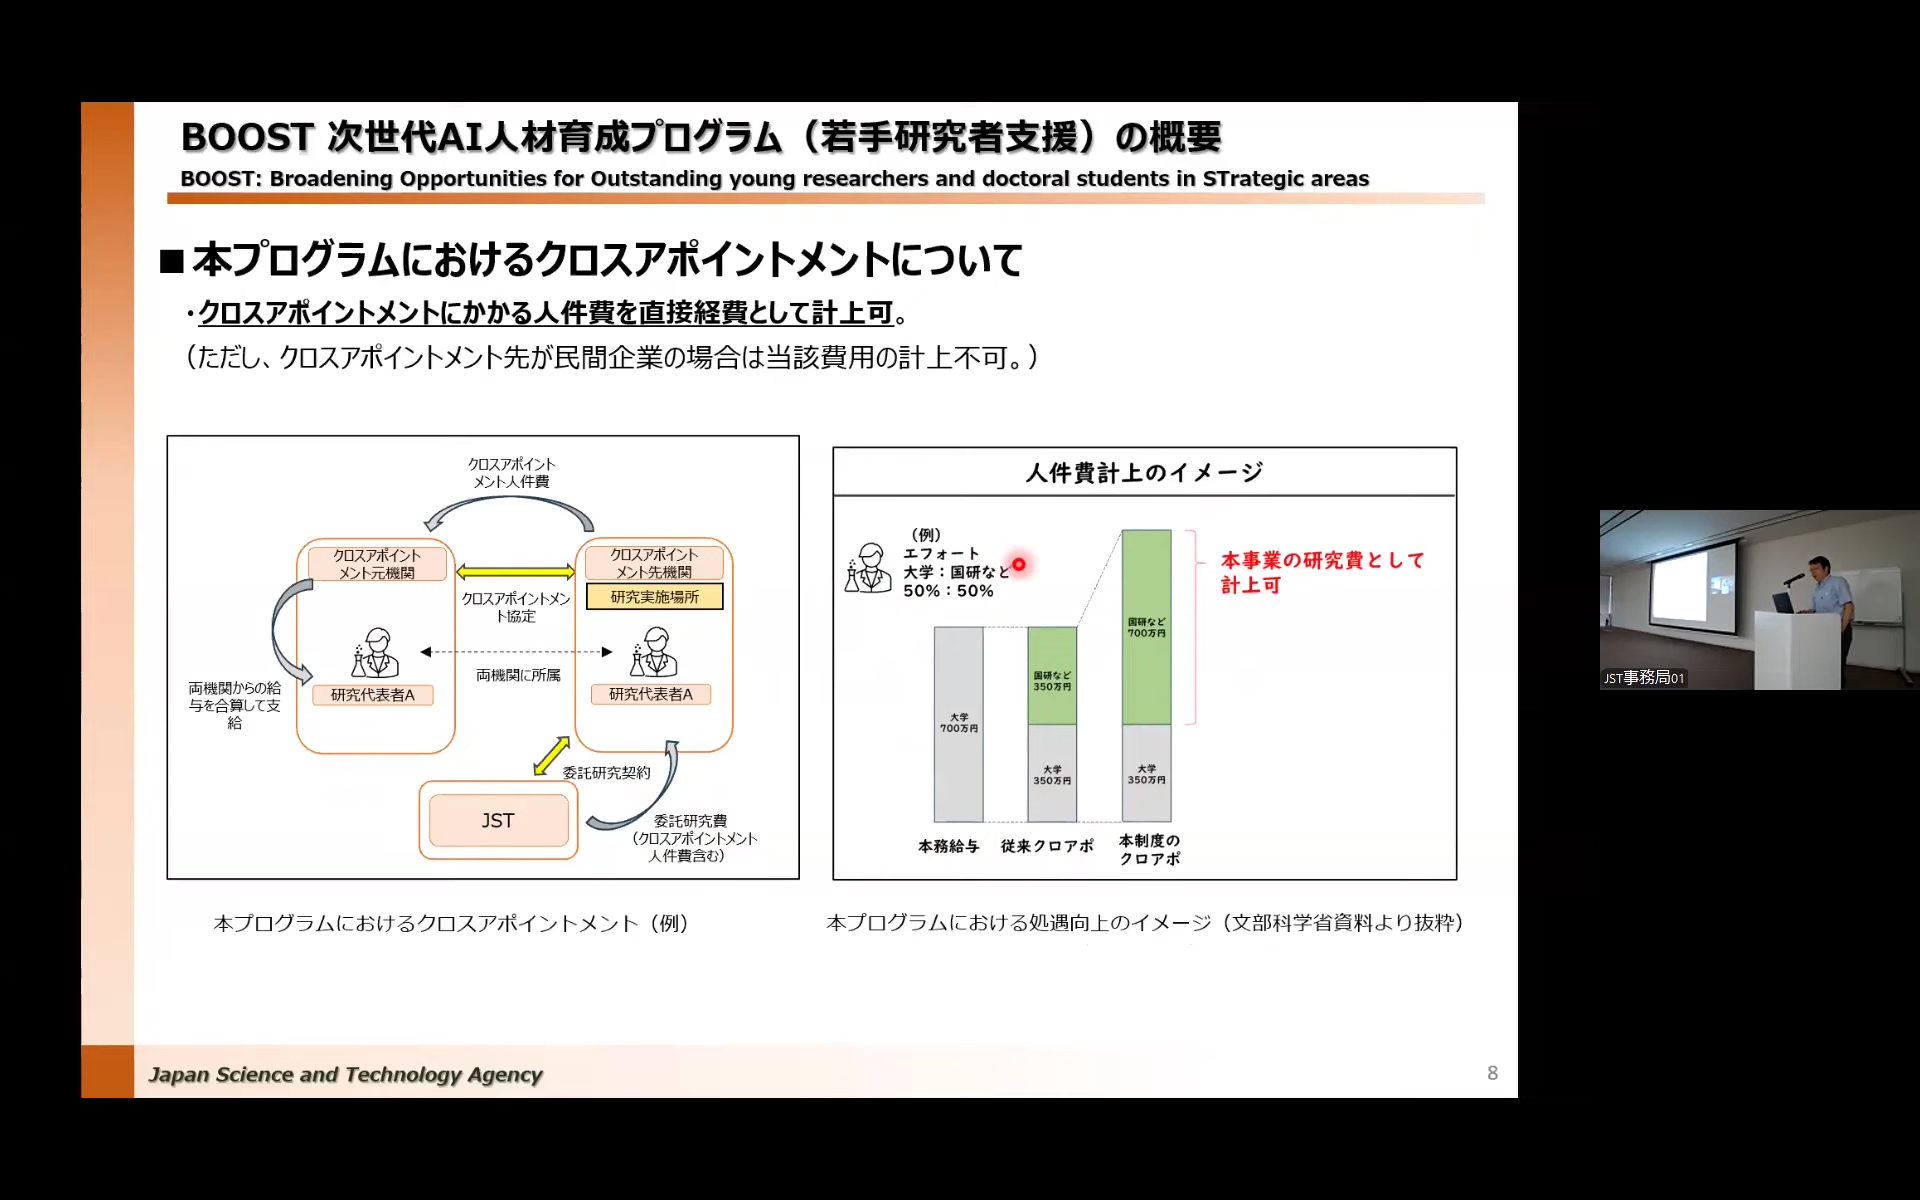 BOOST 次世代AI人材育成プログラム（若手研究者支援）の概要
BOOST: Broadening Opportunities for Outstanding young researchers and doctoral students in STrategic areas
■ 本プログラムにおけるクロスアポイントメントについて
・クロスアポイントメントにかかる人件費を直接経費として計上可。
（ただし、クロスアポイントメント先が民間企業の場合は当該費用の計上不可。）
クロスアポイント
メント人件費
クロスアポイント
メント元機関
クロスアポイント
メント先機関
研究実施場所
クロスアポイントメン
ト協定
両機関に所属
研究代表者A
研究代表者A
両機関からの給
与を合算して支
給
委託研究契約
JST
委託研究費
（クロスアポイントメント
人件費含む）
本プログラムにおけるクロスアポイントメント（例）
人件費計上のイメージ
（例）
エフォート
大学：国研など
50%：50%
本事業の研究費として
計上可
大学
700万円
国研など
350万円
大学
350万円
国研など
700万円
大学
350万円
本務給与
従来クロアポ
本制度の
クロアポ
本プログラムにおける処遇向上のイメージ（文部科学省資料より抜粋）
Japan Science and Technology Agency
8
JST事務局01